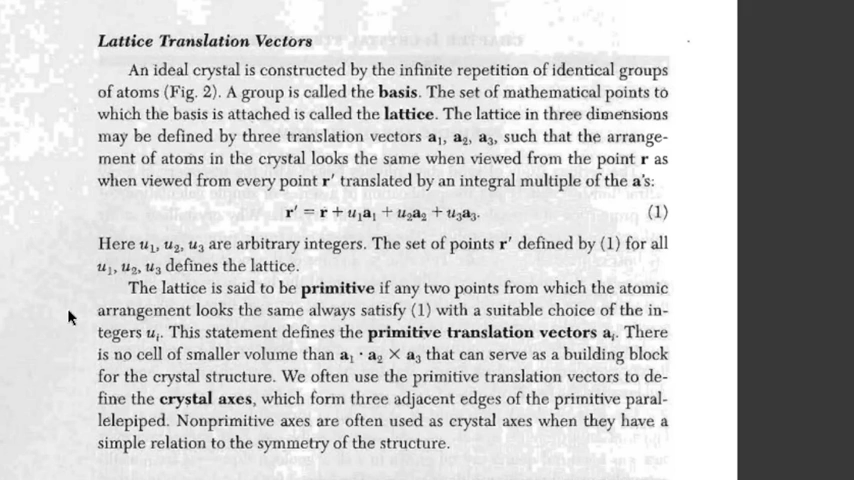 Lattice Translation Vectors
An ideal crystal is constructed by the infinite repetition of identical groups
of atoms (Fig. 2). A group is called the basis. The set of mathematical points to
which the basis is attached is called the lattice. The lattice in three dimensions
may be defined by three translation vectors a₁, a₂, a₃, such that the arrange-
ment of atoms in the crystal looks the same when viewed from the point r as
when viewed from every point r′ translated by an integral multiple of the a's:
r′ = r + u₁a₁ + u₂a₂ + u₃a₃. (1)
Here u₁, u₂, u₃ are arbitrary integers. The set of points r′ defined by (1) for all
u₁, u₂, u₃ defines the lattice.
The lattice is said to be primitive if any two points from which the atomic
arrangement looks the same always satisfy (1) with a suitable choice of the in-
tegers uᵢ. This statement defines the primitive translation vectors aᵢ. There
is no cell of smaller volume than a₁ · a₂ × a₃ that can serve as a building block
for the crystal structure. We often use the primitive translation vectors to de-
fine the crystal axes, which form three adjacent edges of the primitive paral-
lelepiped. Nonprimitive axes are often used as crystal axes when they have a
simple relation to the symmetry of the structure.